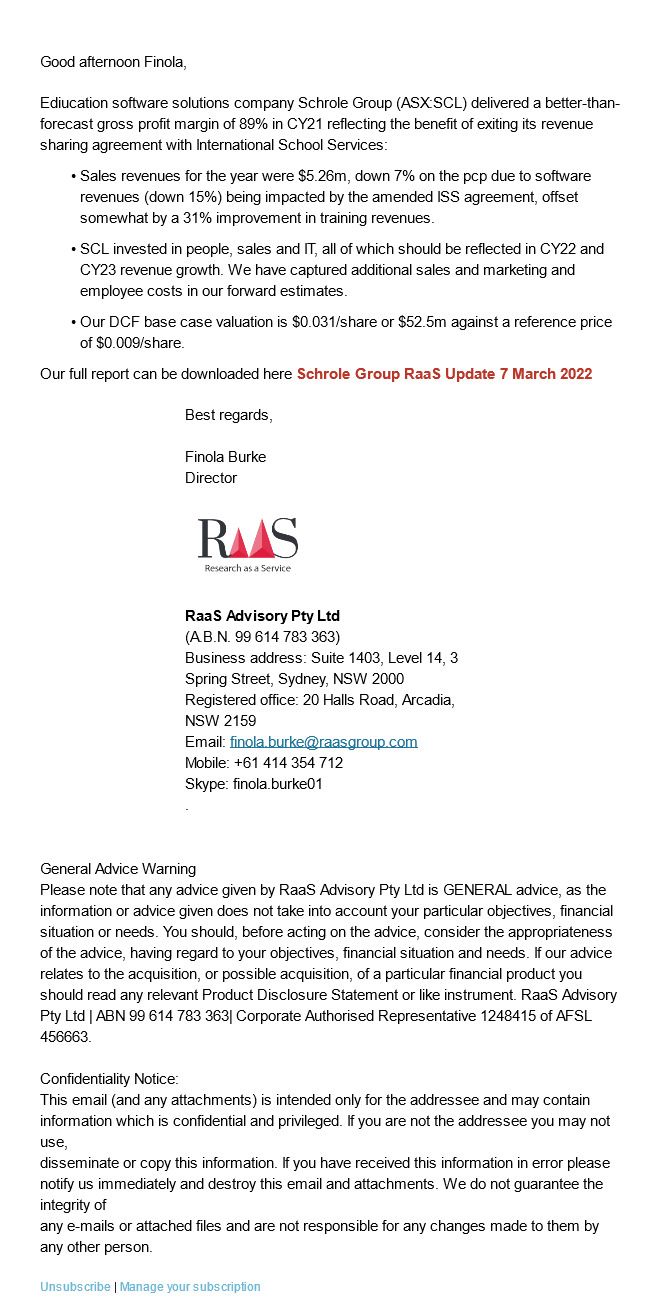 Good afternoon Finola,
Ediucation software solutions company Schrole Group (ASX:SCL) delivered a better-than-
forecast gross profit margin of 89% in CY21 reflecting the benefit of exiting its revenue
sharing agreement with International School Services:
• Sales revenues for the year were $5.26m, down 7% on the pcp due to software
revenues (down 15%) being impacted by the amended ISS agreement, offset
somewhat by a 31% improvement in training revenues.
• SCL invested in people, sales and IT, all of which should be reflected in CY22 and
CY23 revenue growth. We have captured additional sales and marketing and
employee costs in our forward estimates.
• Our DCF base case valuation is $0.031/share or $52.5m against a reference price
of $0.009/share.
Our full report can be downloaded here Schrole Group RaaS Update 7 March 2022
Best regards,
Finola Burke
Director
RaaS
Research as a Service
RaaS Advisory Pty Ltd
(A.B.N. 99 614 783 363)
Business address: Suite 1403, Level 14, 3
Spring Street, Sydney, NSW 2000
Registered office: 20 Halls Road, Arcadia,
NSW 2159
Email: finola.burke@raasgroup.com
Mobile: +61 414 354 712
Skype: finola.burke01
.
General Advice Warning
Please note that any advice given by RaaS Advisory Pty Ltd is GENERAL advice, as the
information or advice given does not take into account your particular objectives, financial
situation or needs. You should, before acting on the advice, consider the appropriateness
of the advice, having regard to your objectives, financial situation and needs. If our advice
relates to the acquisition, or possible acquisition, of a particular financial product you
should read any relevant Product Disclosure Statement or like instrument. RaaS Advisory
Pty Ltd | ABN 99 614 783 363| Corporate Authorised Representative 1248415 of AFSL
456663.
Confidentiality Notice:
This email (and any attachments) is intended only for the addressee and may contain
information which is confidential and privileged. If you are not the addressee you may not
use,
disseminate or copy this information. If you have received this information in error please
notify us immediately and destroy this email and attachments. We do not guarantee the
integrity of
any e-mails or attached files and are not responsible for any changes made to them by
any other person.
Unsubscribe | Manage your subscription